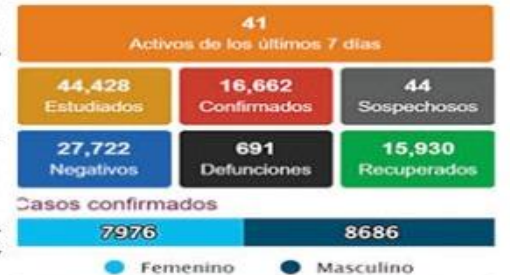 41
Activos de los últimos 7 días
44,428 16,662 44
Estudiados Confirmados Sospechosos
27,722 691 15,930
Negativos Defunciones Recuperados
Casos confirmados
7976 8686
Femenino Masculino